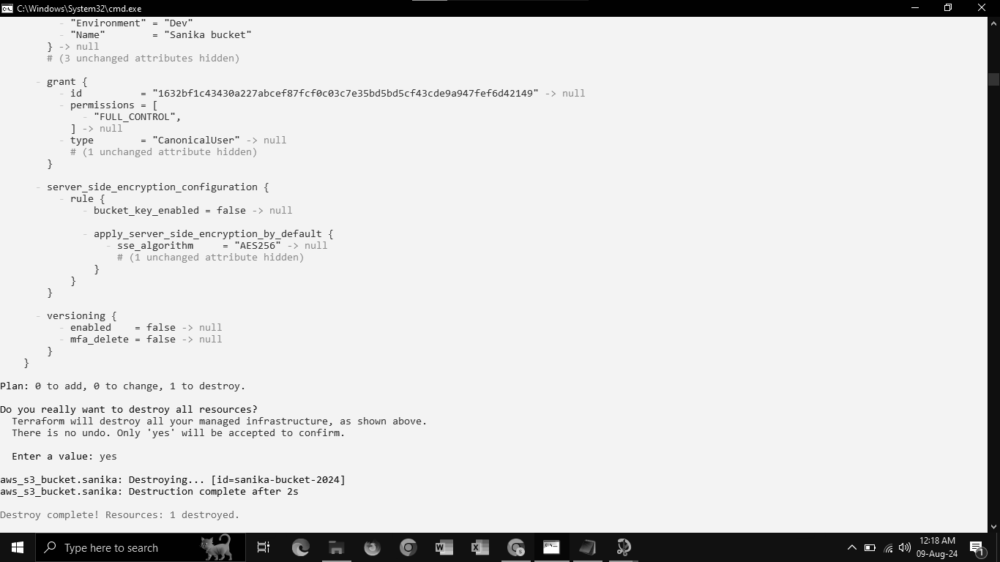 C:\Windows\System32\cmd.exe
- "Environment" = "Dev"
- "Name"        = "Sanika bucket"
} -> null
# (3 unchanged attributes hidden)
- grant {
- id          = "1632bf1c43430a227abcef87fcf0c03c7e35bd5bd5cf43cde9a947fef6d42149" -> null
- permissions = [
- "FULL_CONTROL",
] -> null
- type        = "CanonicalUser" -> null
# (1 unchanged attribute hidden)
}
- server_side_encryption_configuration {
- rule {
- bucket_key_enabled = false -> null
- apply_server_side_encryption_by_default {
- sse_algorithm     = "AES256" -> null
# (1 unchanged attribute hidden)
}
}
}
- versioning {
- enabled    = false -> null
- mfa_delete = false -> null
}
}
Plan: 0 to add, 0 to change, 1 to destroy.
Do you really want to destroy all resources?
Terraform will destroy all your managed infrastructure, as shown above.
There is no undo. Only 'yes' will be accepted to confirm.
Enter a value: yes
aws_s3_bucket.sanika: Destroying... [id=sanika-bucket-2024]
aws_s3_bucket.sanika: Destruction complete after 2s
Destroy complete! Resources: 1 destroyed.
Type here to search
12:18 AM
09-Aug-24
1